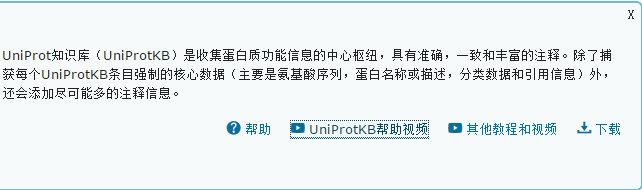 X
UniProt知识库（UniProtKB）是收集蛋白质功能信息的中心枢纽，具有准确，一致和丰富的注释。除了捕
获每个UniProtKB条目强制的核心数据（主要是氨基酸序列，蛋白名称或描述，分类数据和引用信息）外，
还会添加尽可能多的注释信息。
帮助 UniProtKB帮助视频 其他教程和视频 下载